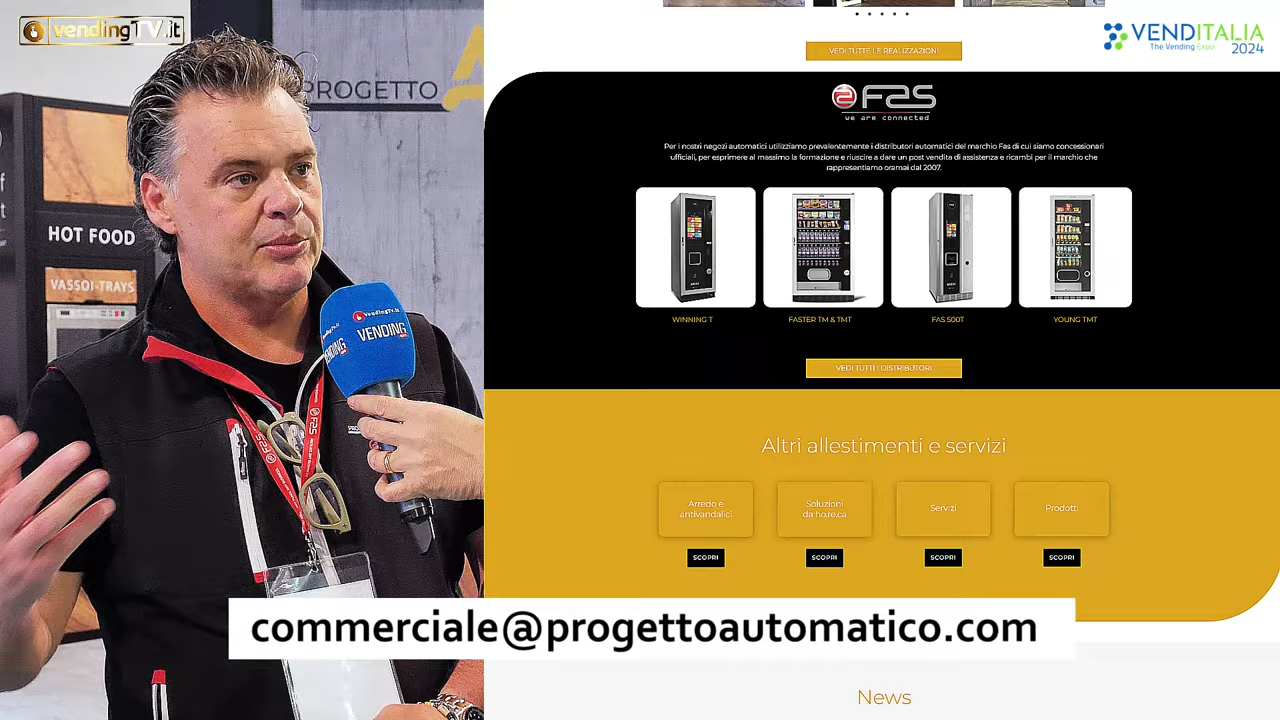 vendingTV.it
PROGETTO
HOT FOOD
VASSOI-TRAYS
vendingTv.it
VENDING
FAS
VEDI TUTTE LE REALIZZAZIONI
VENDITALIA
The Vending Expo
2024
FAS
we are connected
Per i nostri negozi automatici utilizziamo prevalentemente i distributori automatici del marchio Fas di cui siamo concessionari
ufficiali, per esprimere al massimo la formazione e riuscire a dare un post vendita di assistenza e ricambi per il marchio che
rappresentiamo oramai dal 2007.
WINNING T
FASTER TM & TMT
FAS 500T
YOUNG TMT
VEDI TUTTI I DISTRIBUTORI
Altri allestimenti e servizi
Arredo e
antivandalici
Soluzioni
da ho.re.ca.
Servizi
Prodotti
SCOPRI
SCOPRI
SCOPRI
SCOPRI
commerciale@progettoautomatico.com
News